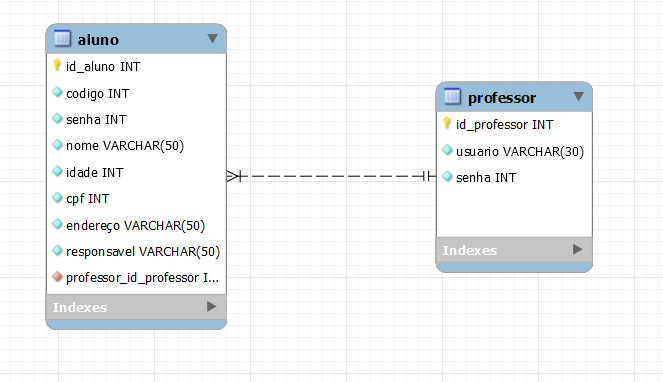 aluno
id_aluno INT
codigo INT
senha INT
nome VARCHAR(50)
idade INT
cpf INT
endereço VARCHAR(50)
responsavel VARCHAR(50)
professor_id_professor I...
Indexes
professor
id_professor INT
usuario VARCHAR(30)
senha INT
Indexes